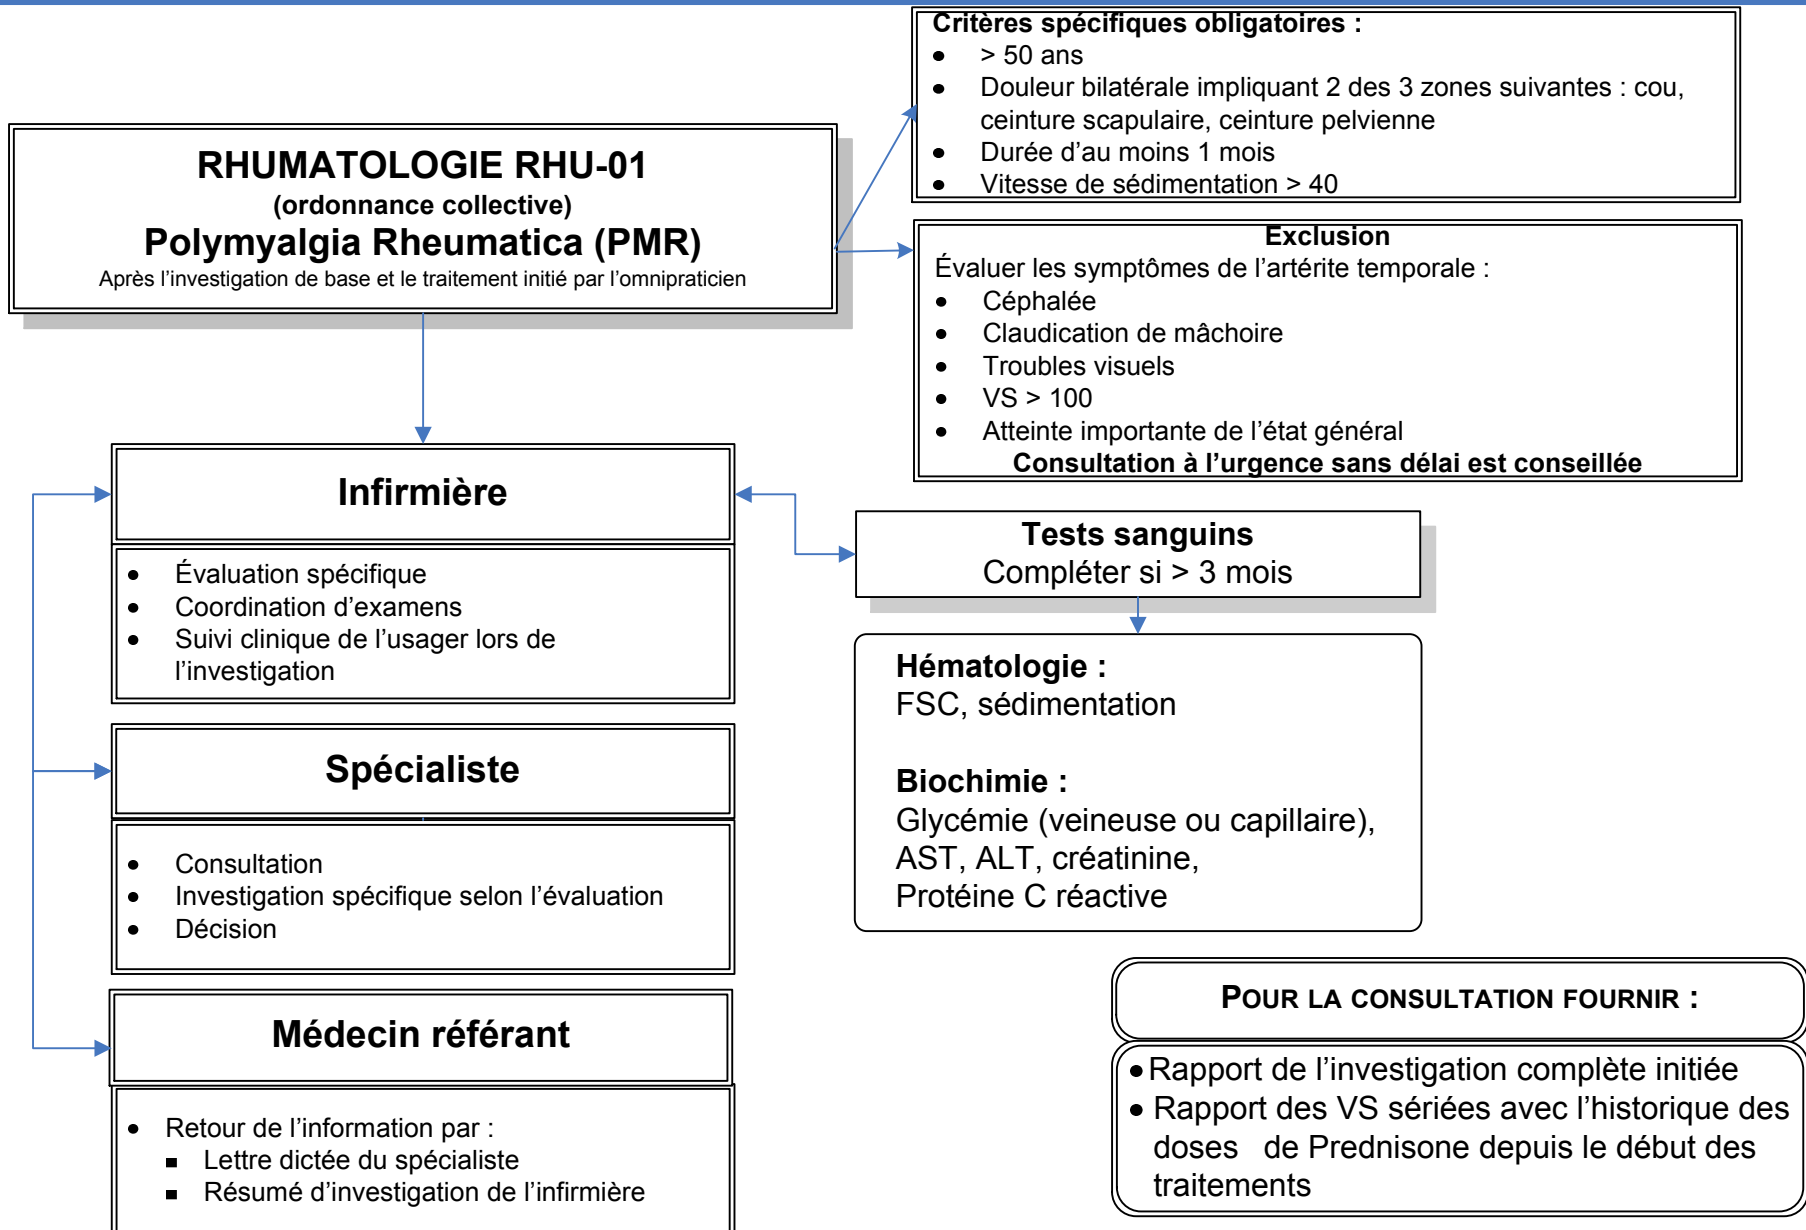 RHUMATOLOGIE RHU-01
(ordonnance collective)
Polymyalgia Rheumatica (PMR)
Après l’investigation de base et le traitement initié par l’omnipraticien
Critères spécifiques obligatoires :
• > 50 ans
• Douleur bilatérale impliquant 2 des 3 zones suivantes : cou,
ceinture scapulaire, ceinture pelvienne
• Durée d’au moins 1 mois
• Vitesse de sédimentation > 40
Exclusion
Évaluer les symptômes de l’artérite temporale :
• Céphalée
• Claudication de mâchoire
• Troubles visuels
• VS > 100
• Atteinte importante de l’état général
Consultation à l’urgence sans délai est conseillée
Infirmière
• Évaluation spécifique
• Coordination d’examens
• Suivi clinique de l’usager lors de
l’investigation
Tests sanguins
Compléter si > 3 mois
Hématologie :
FSC, sédimentation
Biochimie :
Glycémie (veineuse ou capillaire),
AST, ALT, créatinine,
Protéine C réactive
Spécialiste
• Consultation
• Investigation spécifique selon l’évaluation
• Décision
Médecin référant
• Retour de l’information par :
▪ Lettre dictée du spécialiste
▪ Résumé d’investigation de l’infirmière
POUR LA CONSULTATION FOURNIR :
• Rapport de l’investigation complète initiée
• Rapport des VS sériées avec l’historique des
doses de Prednisone depuis le début des
traitements